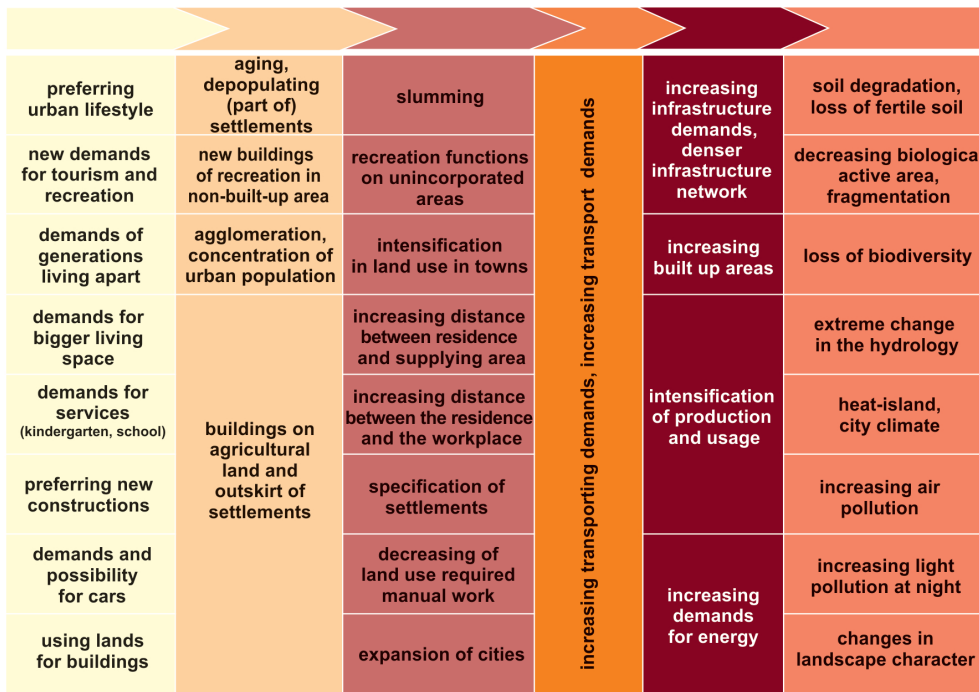 preferring
urban lifestyle
new demands
for tourism and
recreation
demands of
generations
living apart
demands for
bigger living
space
demands for
services
(kindergarten, school)
preferring new
constructions
demands and
possibility
for cars
using lands
for buildings
aging,
depopulating
(part of)
settlements
new buildings
of recreation in
non-built-up area
agglomeration,
concentration of
urban population
buildings on
agricultural
land and
outskirt of
settlements
slumming
recreation functions
on unincorporated
areas
intensification
in land use in towns
increasing distance
between residence
and supplying area
increasing distance
between the residence
and the workplace
specification of
settlements
decreasing of
land use required
manual work
expansion of cities
increasing transporting demands, increasing transport demands
increasing
infrastructure
demands,
denser
infrastructure
network
increasing
built up areas
intensification
of production
and usage
increasing
demands
for energy
soil degradation,
loss of fertile soil
decreasing biologica
active area,
fragmentation
loss of biodiversity
extreme change
in the hydrology
heat-island,
city climate
increasing air
pollution
increasing light
pollution at night
changes in
landscape character